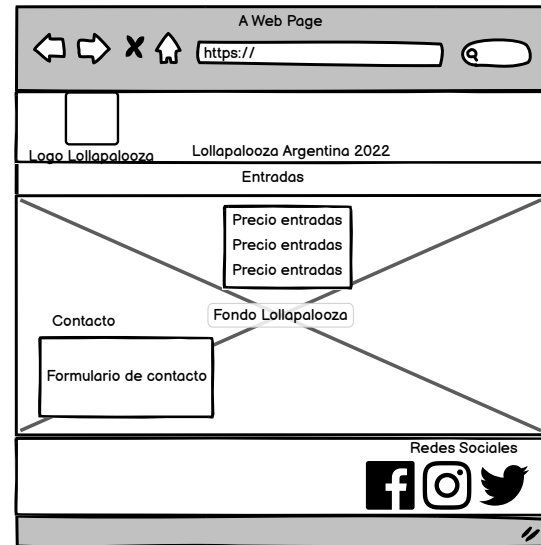 A Web Page
https://
Logo Lollapalooza
Lollapalooza Argentina 2022
Entradas
Precio entradas
Precio entradas
Precio entradas
Fondo Lollapalooza
Contacto
Formulario de contacto
Redes Sociales